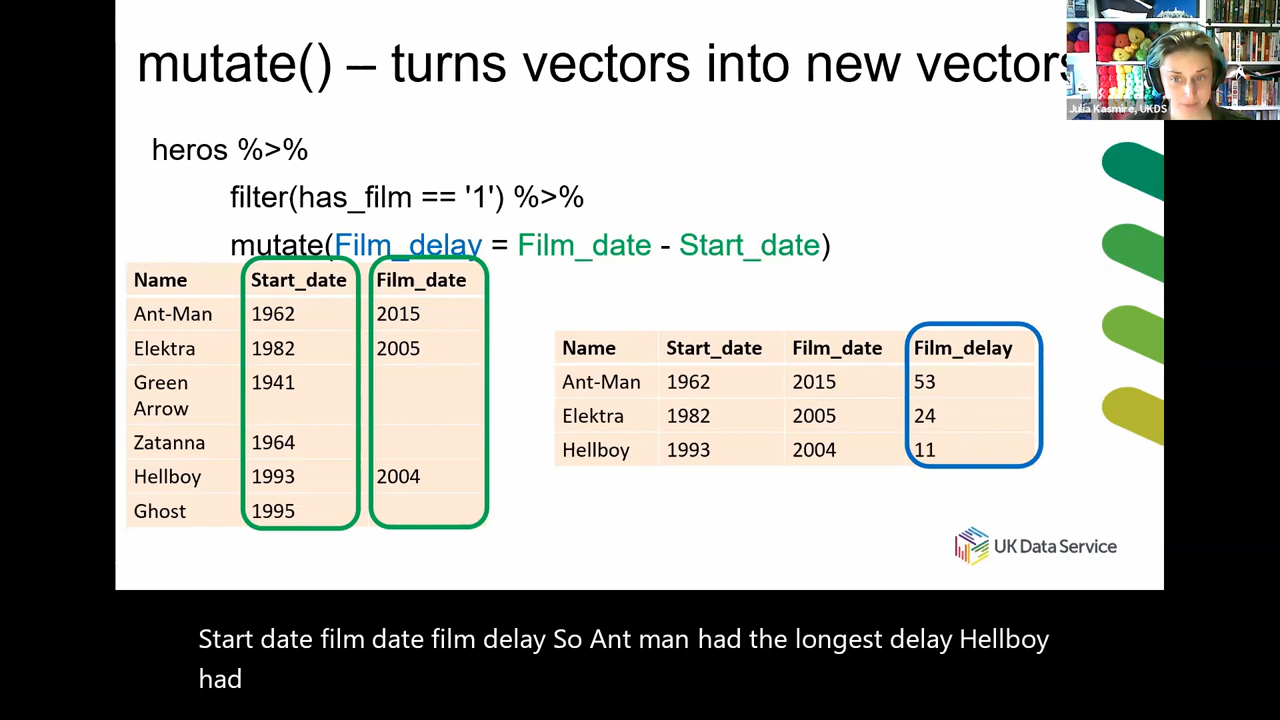 mutate() – turns vectors into new vectors
Julia Kasmire, UKDS
heros %>%
filter(has_film == '1') %>%
mutate(Film_delay = Film_date - Start_date)
Name Start_date Film_date
Ant-Man 1962 2015
Elektra 1982 2005
Green 1941
Arrow
Zatanna 1964
Hellboy 1993 2004
Ghost 1995
Name Start_date Film_date Film_delay
Ant-Man 1962 2015 53
Elektra 1982 2005 24
Hellboy 1993 2004 11
UK Data Service
Start date film date film delay So Ant man had the longest delay Hellboy
had